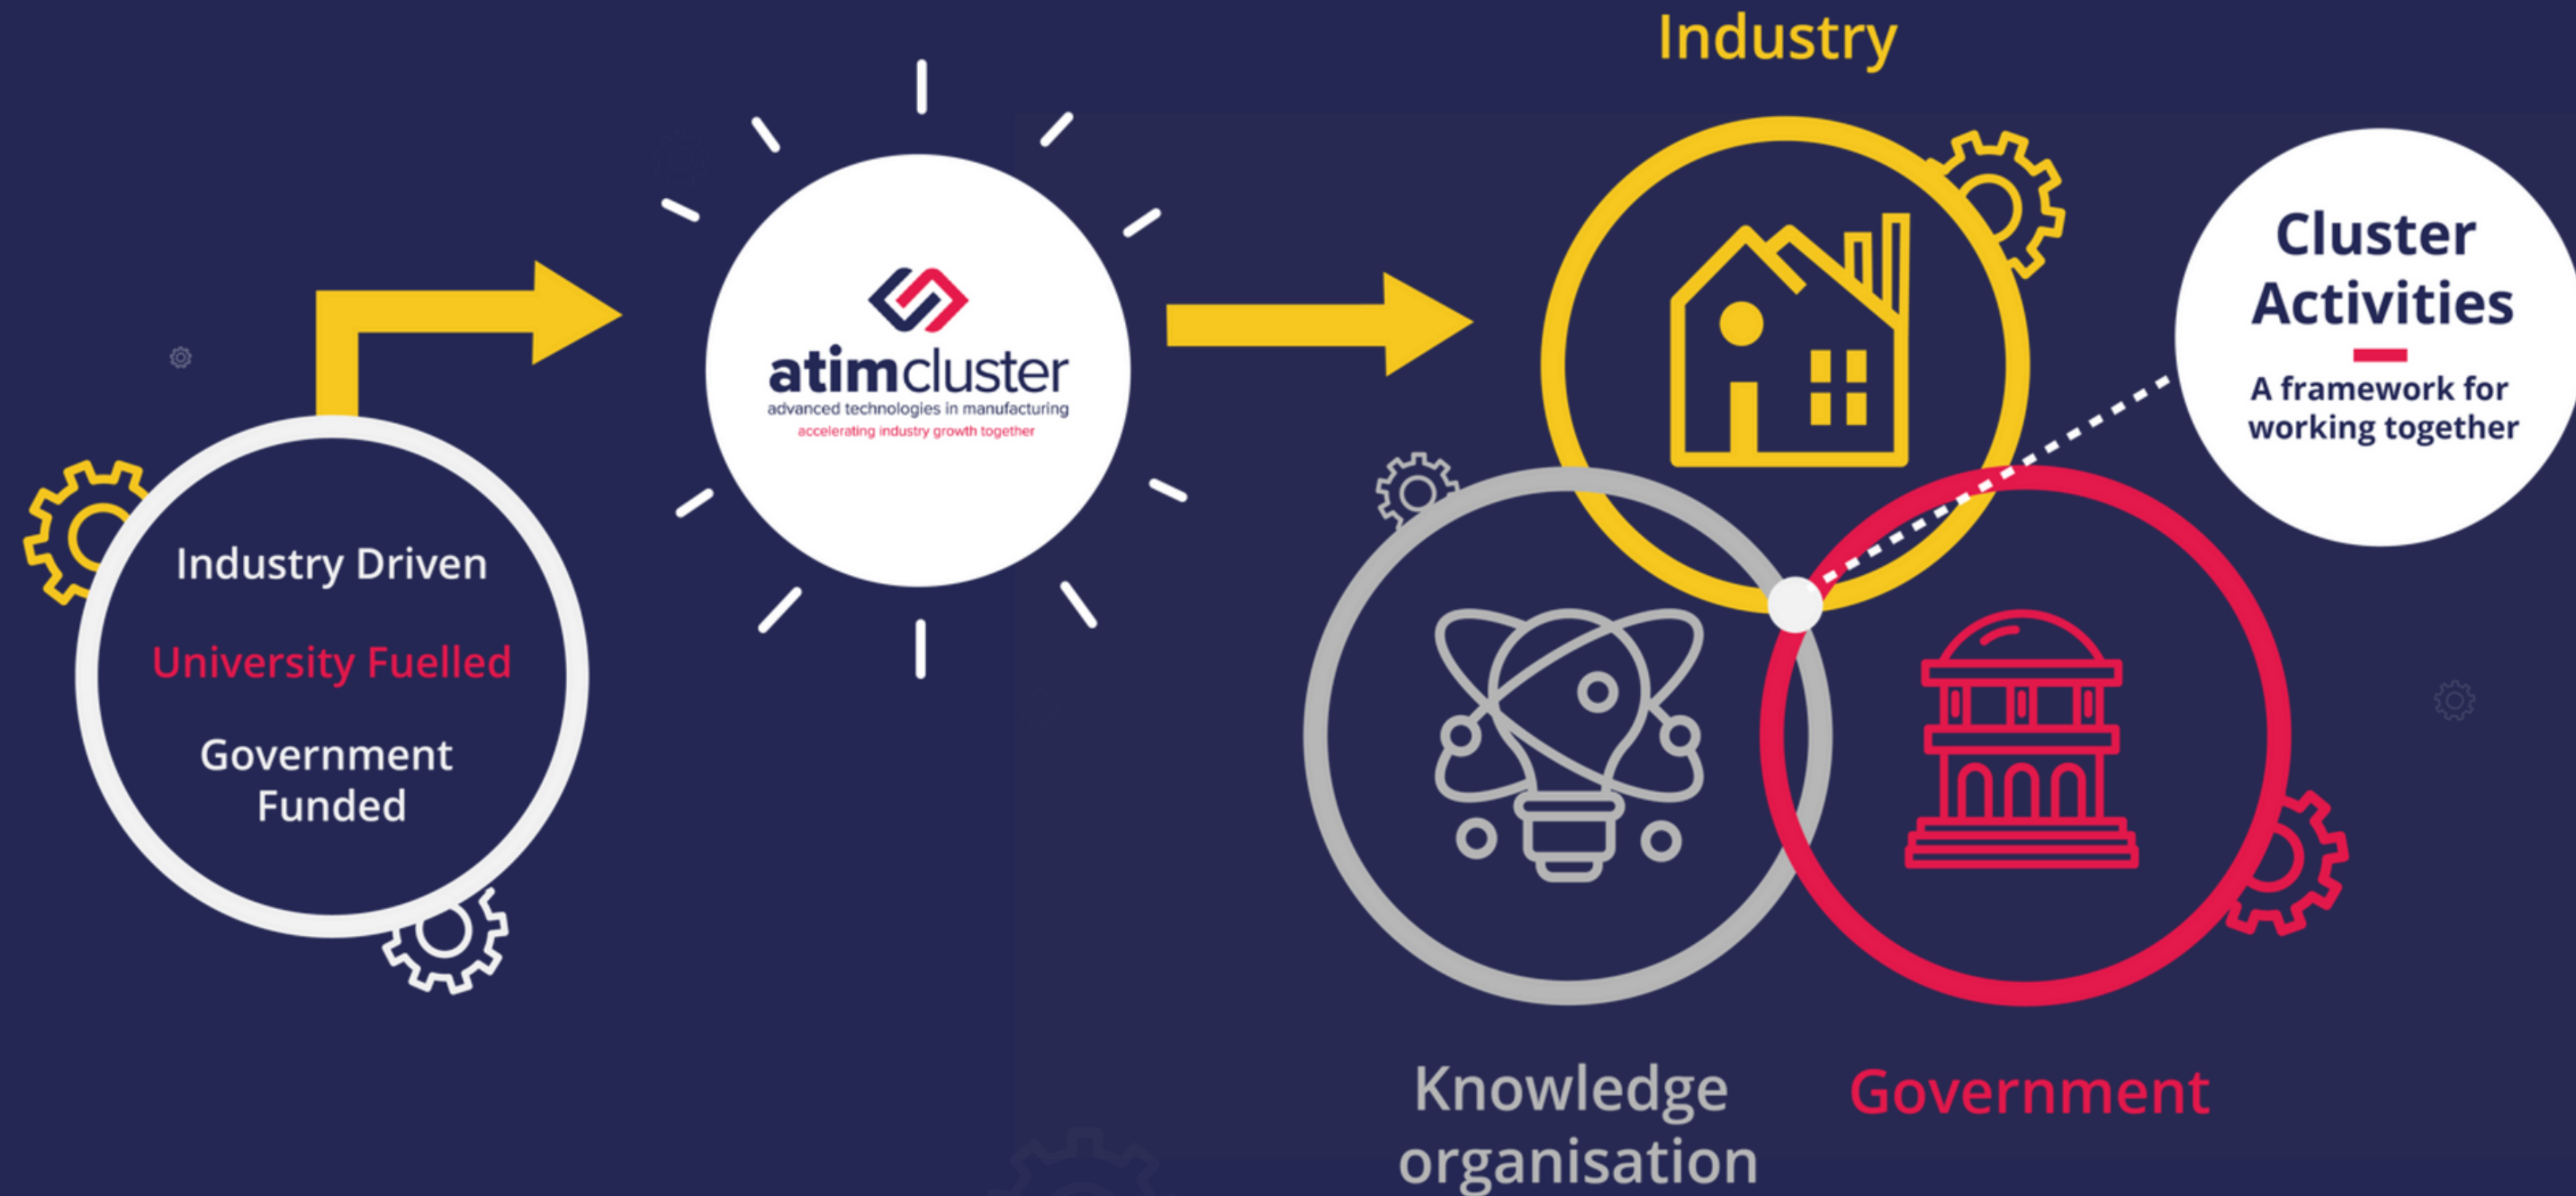 Industry Driven
University Fuelled
Government
Funded
atimcluster
advanced technologies in manufacturing
accelerating industry growth together
Industry
Cluster
Activities
A framework for
working together
Knowledge
organisation
Government